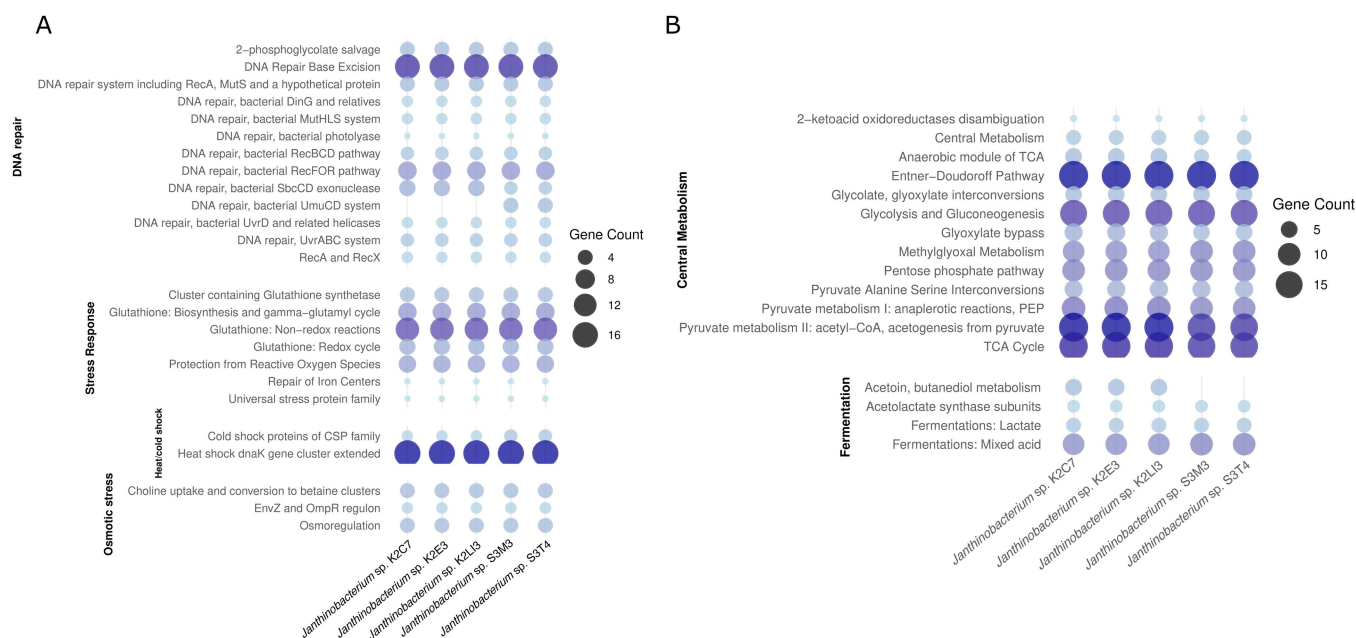 A
DNA repair
2-phosphoglycolate salvage
DNA Repair Base Excision
DNA repair system including RecA, MutS and a hypothetical protein
DNA repair, bacterial DinG and relatives
DNA repair, bacterial MutHLS system
DNA repair, bacterial photolyase
DNA repair, bacterial RecBCD pathway
DNA repair, bacterial RecFOR pathway
DNA repair, bacterial SbcCD exonuclease
DNA repair, bacterial UmuCD system
DNA repair, bacterial UvrD and related helicases
DNA repair, UvrABC system
RecA and RecX
Stress Response
Cluster containing Glutathione synthetase
Glutathione: Biosynthesis and gamma-glutamyl cycle
Glutathione: Non-redox reactions
Glutathione: Redox cycle
Protection from Reactive Oxygen Species
Repair of Iron Centers
Universal stress protein family
Heat/cold shock
Cold shock proteins of CSP family
Heat shock dnaK gene cluster extended
Osmotic stress
Choline uptake and conversion to betaine clusters
EnvZ and OmpR regulon
Osmoregulation
Janthinobacterium sp. K2C7
Janthinobacterium sp. K2E3
Janthinobacterium sp. K2LI3
Janthinobacterium sp. S3M3
Janthinobacterium sp. S3T4
Gene Count
4
8
12
16
B
Central Metabolism
2-ketoacid oxidoreductases disambiguation
Central Metabolism
Anaerobic module of TCA
Entner-Doudoroff Pathway
Glycolate, glyoxylate interconversions
Glycolysis and Gluconeogenesis
Glyoxylate bypass
Methylglyoxal Metabolism
Pentose phosphate pathway
Pyruvate Alanine Serine Interconversions
Pyruvate metabolism I: anaplerotic reactions, PEP
Pyruvate metabolism II: acetyl-CoA, acetogenesis from pyruvate
TCA Cycle
Fermentation
Acetoin, butanediol metabolism
Acetolactate synthase subunits
Fermentations: Lactate
Fermentations: Mixed acid
Janthinobacterium sp. K2C7
Janthinobacterium sp. K2E3
Janthinobacterium sp. K2LI3
Janthinobacterium sp. S3M3
Janthinobacterium sp. S3T4
Gene Count
5
10
15